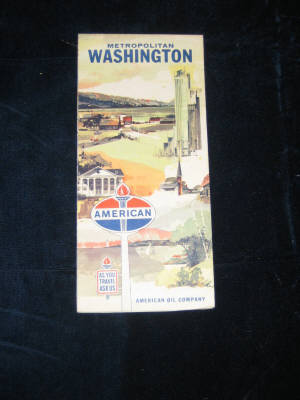 METROPOLITAN
WASHINGTON
AMERICAN
AS YOU
TRAVEL
ASK US
AMERICAN OIL COMPANY